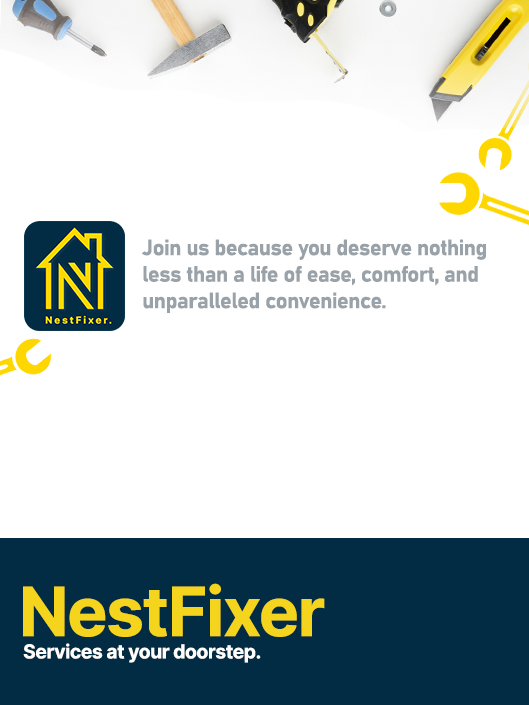 Join us because you deserve nothing
less than a life of ease, comfort, and
unparalleled convenience.
NestFixer.
NestFixer
Services at your doorstep.